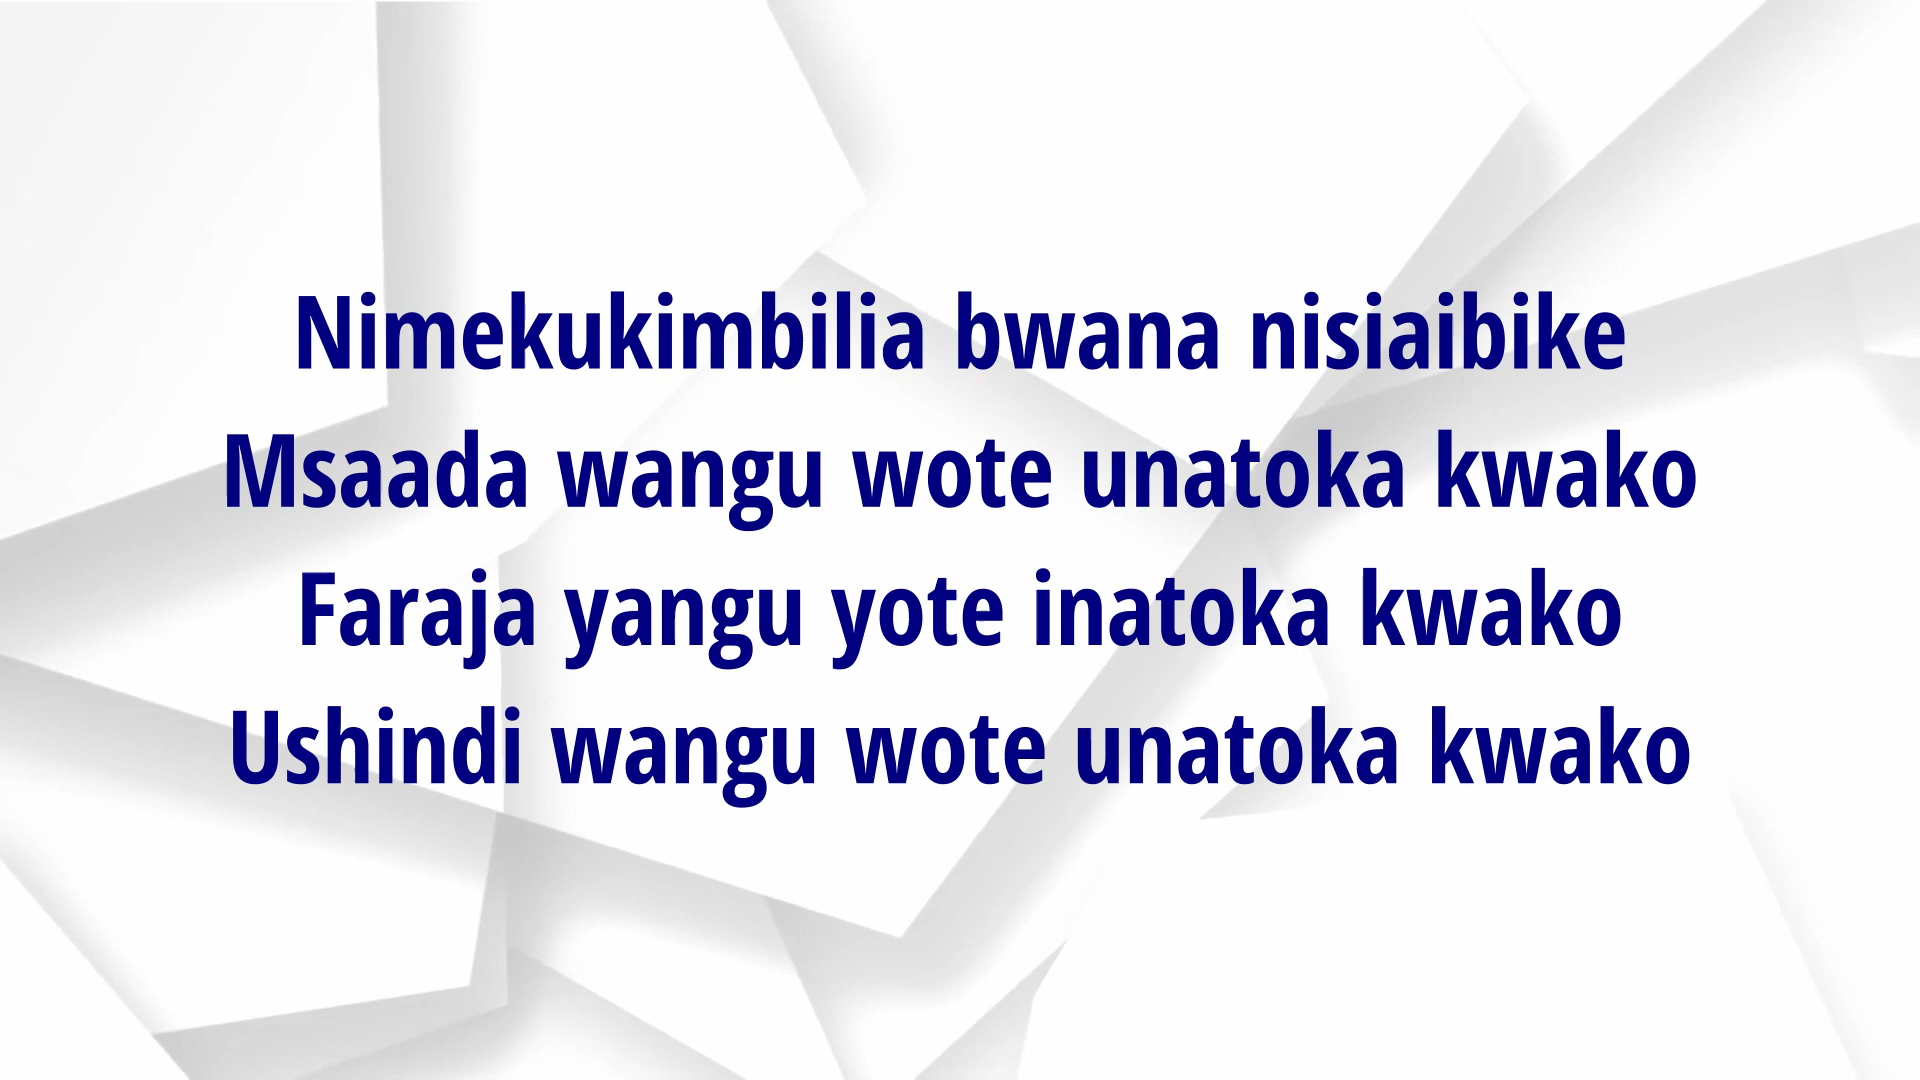 Nimekukimbilia bwana nisiaibike
Msaada wangu wote unatoka kwako
Faraja yangu yote inatoka kwako
Ushindi wangu wote unatoka kwako